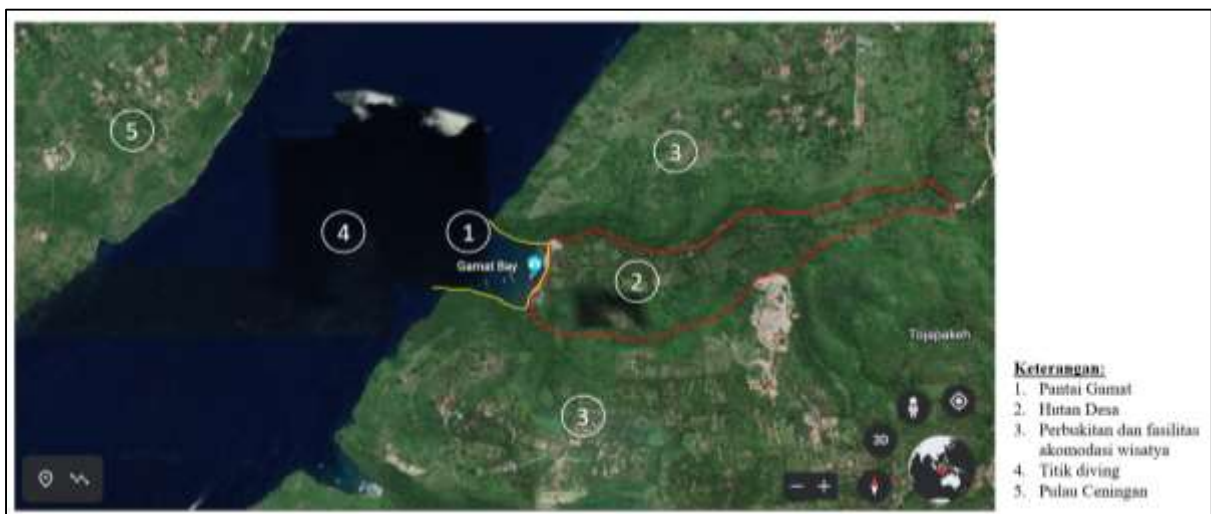 5
3
4
1
Gamat Bay
2
Tojapakeh
3
3D
Keterangan:
1. Pantai Gamat
2. Hutan Desa
3. Perbukitan dan fasilitas
akomodasi wisatya
4. Titik diving
5. Pulau Ceningan